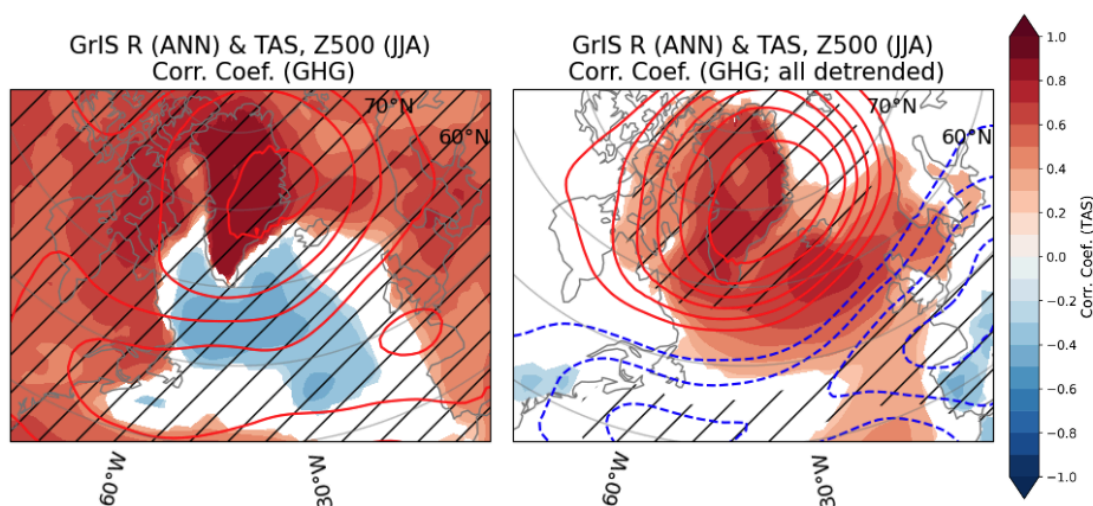 GrIS R (ANN) & TAS, Z500 (JJA)
Corr. Coef. (GHG)
70°N
60°N
60°W
30°W
GrIS R (ANN) & TAS, Z500 (JJA)
Corr. Coef. (GHG; all detrended)
70°N
60°N
60°W
30°W
1.0
0.8
0.6
0.4
0.2
0.0
−0.2
−0.4
−0.6
−0.8
−1.0
Corr. Coef. (TAS)